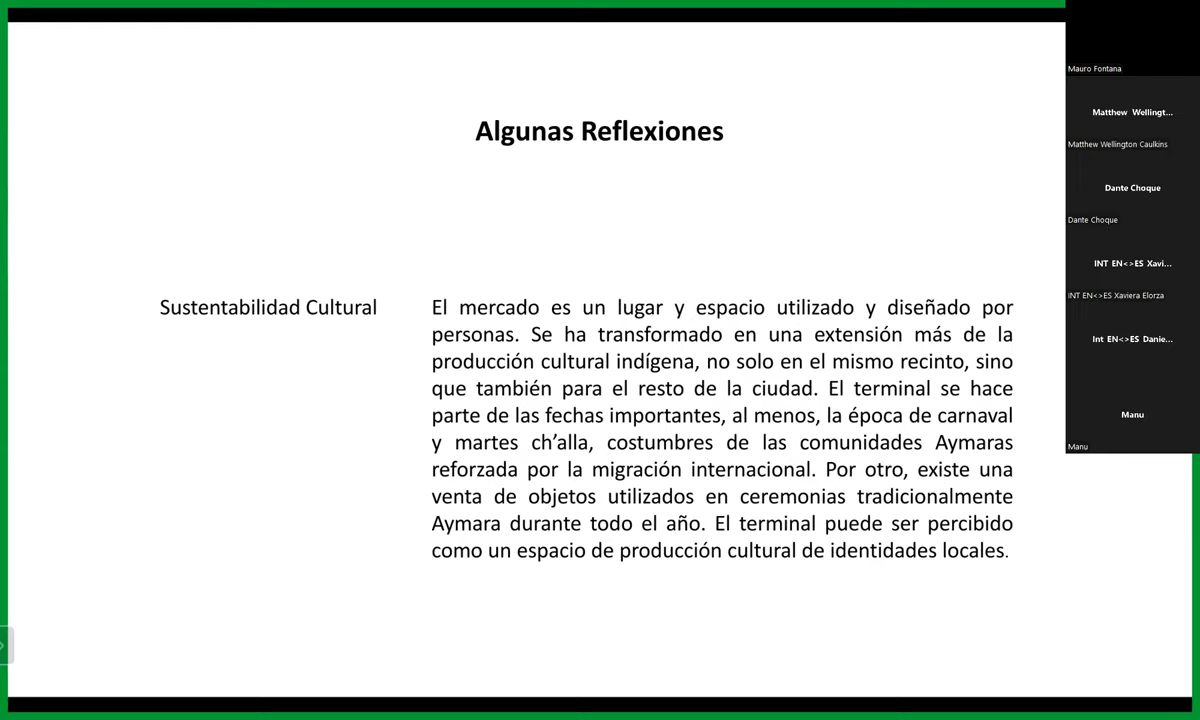 Algunas Reflexiones
Sustentabilidad Cultural
El mercado es un lugar y espacio utilizado y diseñado por
personas. Se ha transformado en una extensión más de la
producción cultural indígena, no solo en el mismo recinto, sino
que también para el resto de la ciudad. El terminal se hace
parte de las fechas importantes, al menos, la época de carnaval
y martes ch’alla, costumbres de las comunidades Aymaras
reforzada por la migración internacional. Por otro, existe una
venta de objetos utilizados en ceremonias tradicionalmente
Aymara durante todo el año. El terminal puede ser percibido
como un espacio de producción cultural de identidades locales.
Mauro Fontana
Matthew Wellingt...
Matthew Wellington Caulkins
Dante Choque
Dante Choque
INT EN<>ES Xavi...
INT EN<>ES Xaviera Elorza
Int EN<>ES Danie...
Manu
Manu